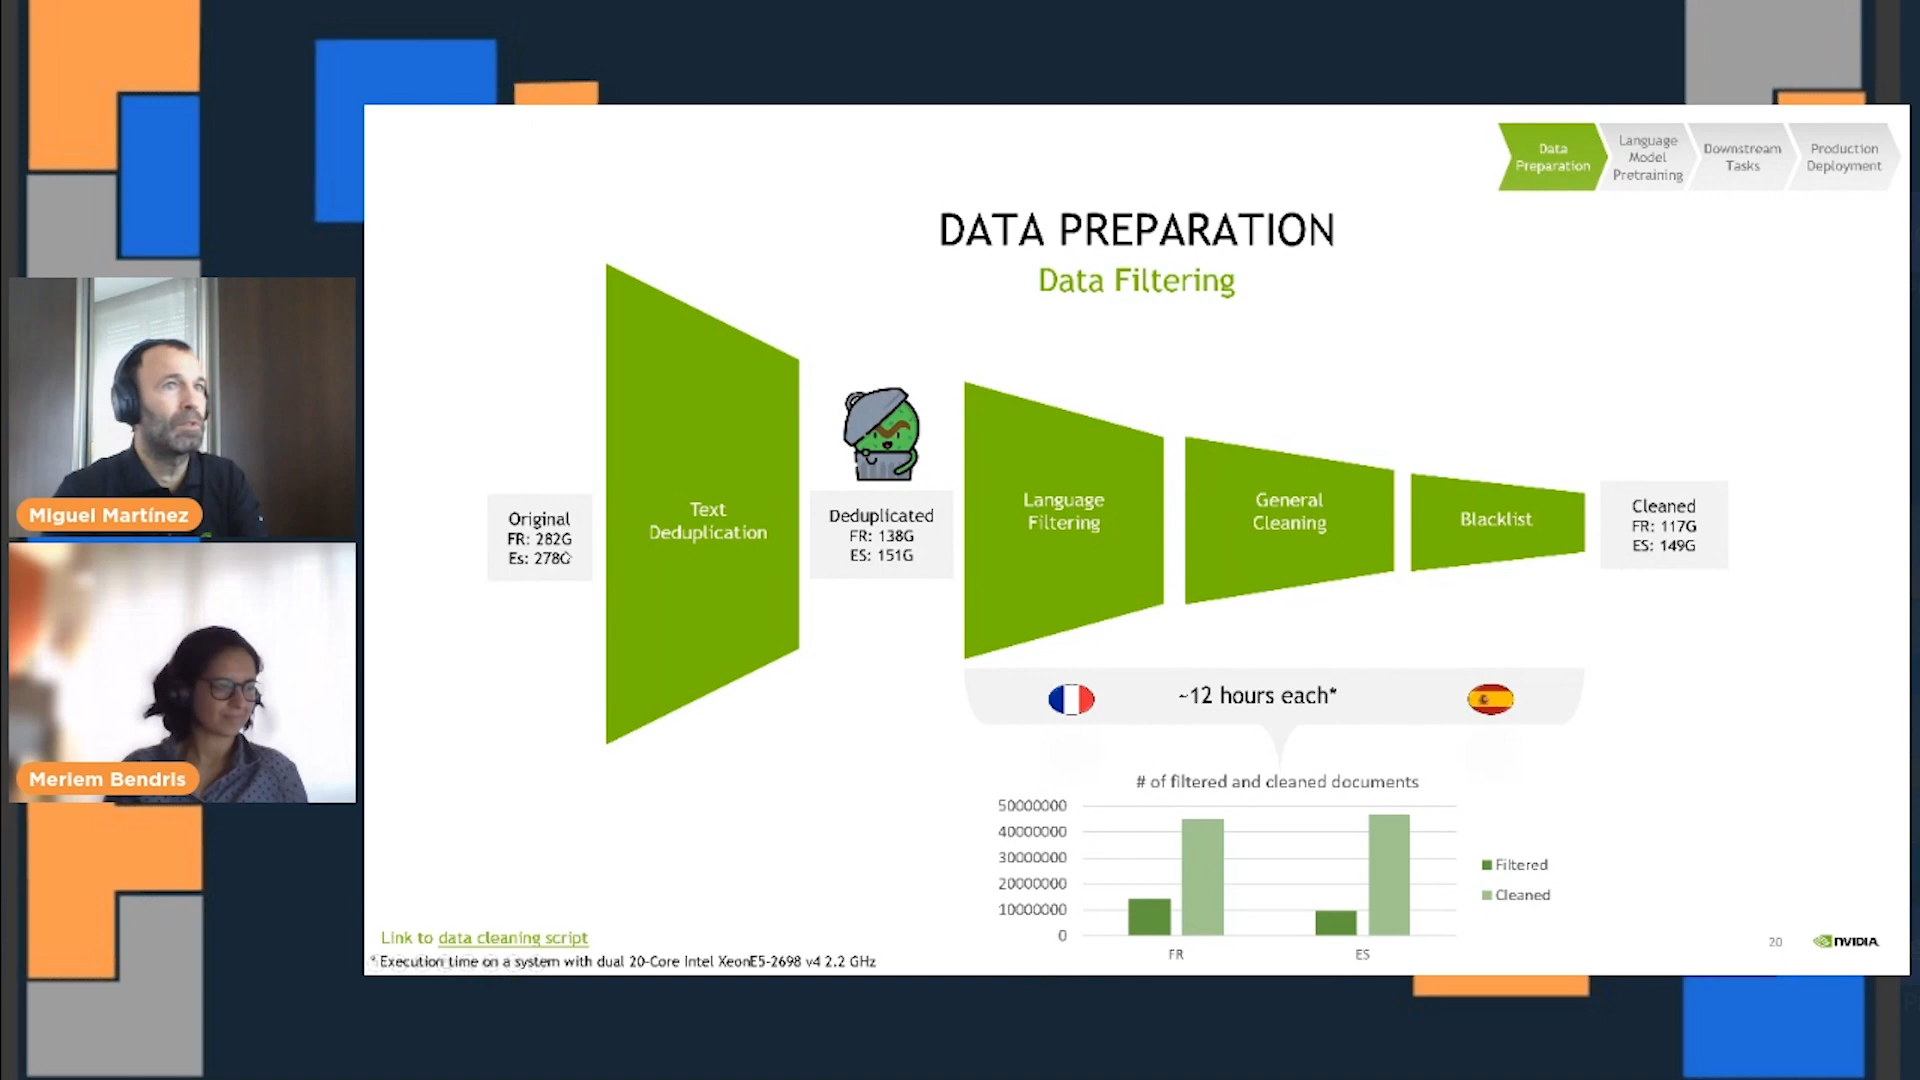 Data
Preparation
Language
Model
Pretraining
Downstream
Tasks
Production
Deployment
DATA PREPARATION
Data Filtering
Original
FR: 282G
Es: 278G
Text
Deduplication
Deduplicated
FR: 138G
ES: 151G
Language
Filtering
General
Cleaning
Blacklist
Cleaned
FR: 117G
ES: 149G
~12 hours each*
# of filtered and cleaned documents
50000000
40000000
30000000
20000000
10000000
0
FR
ES
Filtered
Cleaned
Link to data cleaning script
* Execution time on a system with dual 20-Core Intel XeonE5-2698 v4 2.2 GHz
20
NVIDIA
Miguel Martínez
Meriem Bendris